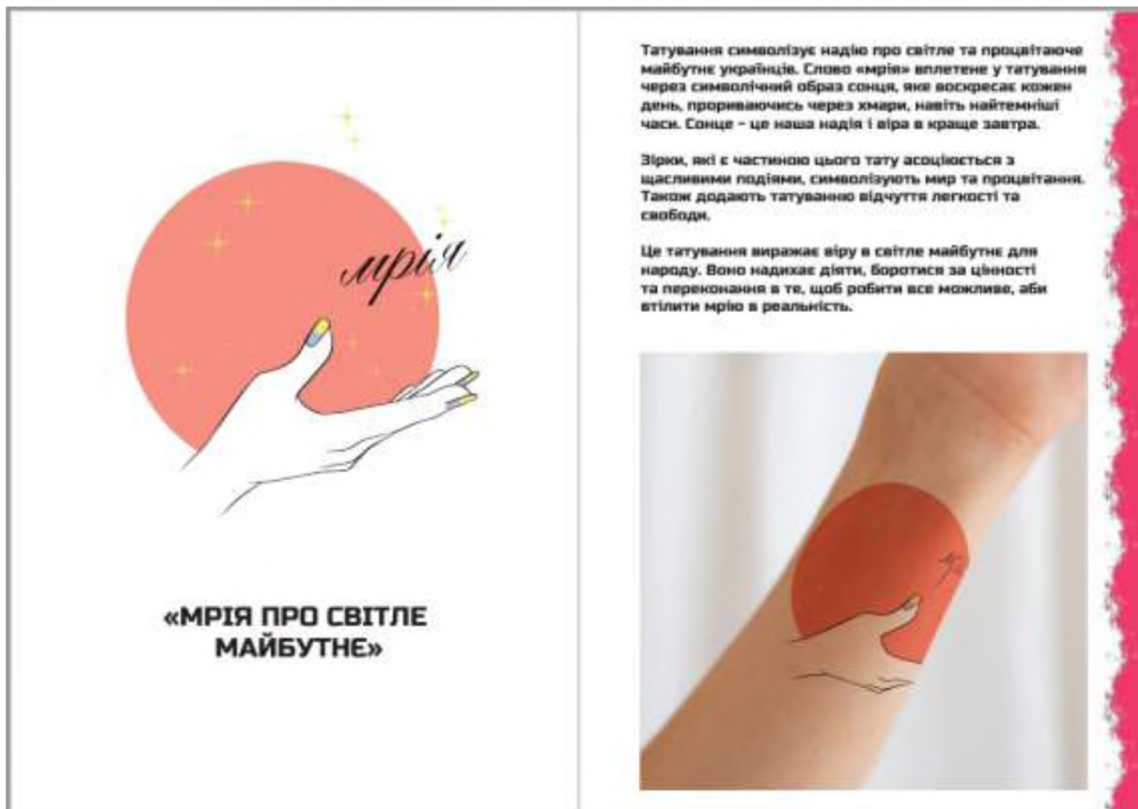 мрія
«МРІЯ ПРО СВІТЛЕ
МАЙБУТНЄ»
Татування символізує надію про світле та процвітаюче
майбутнє українців. Слово «мрія» вплетене у татування
через символічний образ сонця, яке воскресає кожен
день, прориваючись через хмари, навіть найтемніші
часи. Сонце – це наша надія і віра в краще завтра.
Зірки, які є частиною цього тату асоціюється з
щасливими подіями, символізують мир та процвітання.
Також додають татуванню відчуття легкості та
свободи.
Це татування виражає віру в світле майбутнє для
народу. Воно надихає діяти, боротися за цінності
та переконання в те, щоб робити все можливе, аби
втілити мрію в реальність.